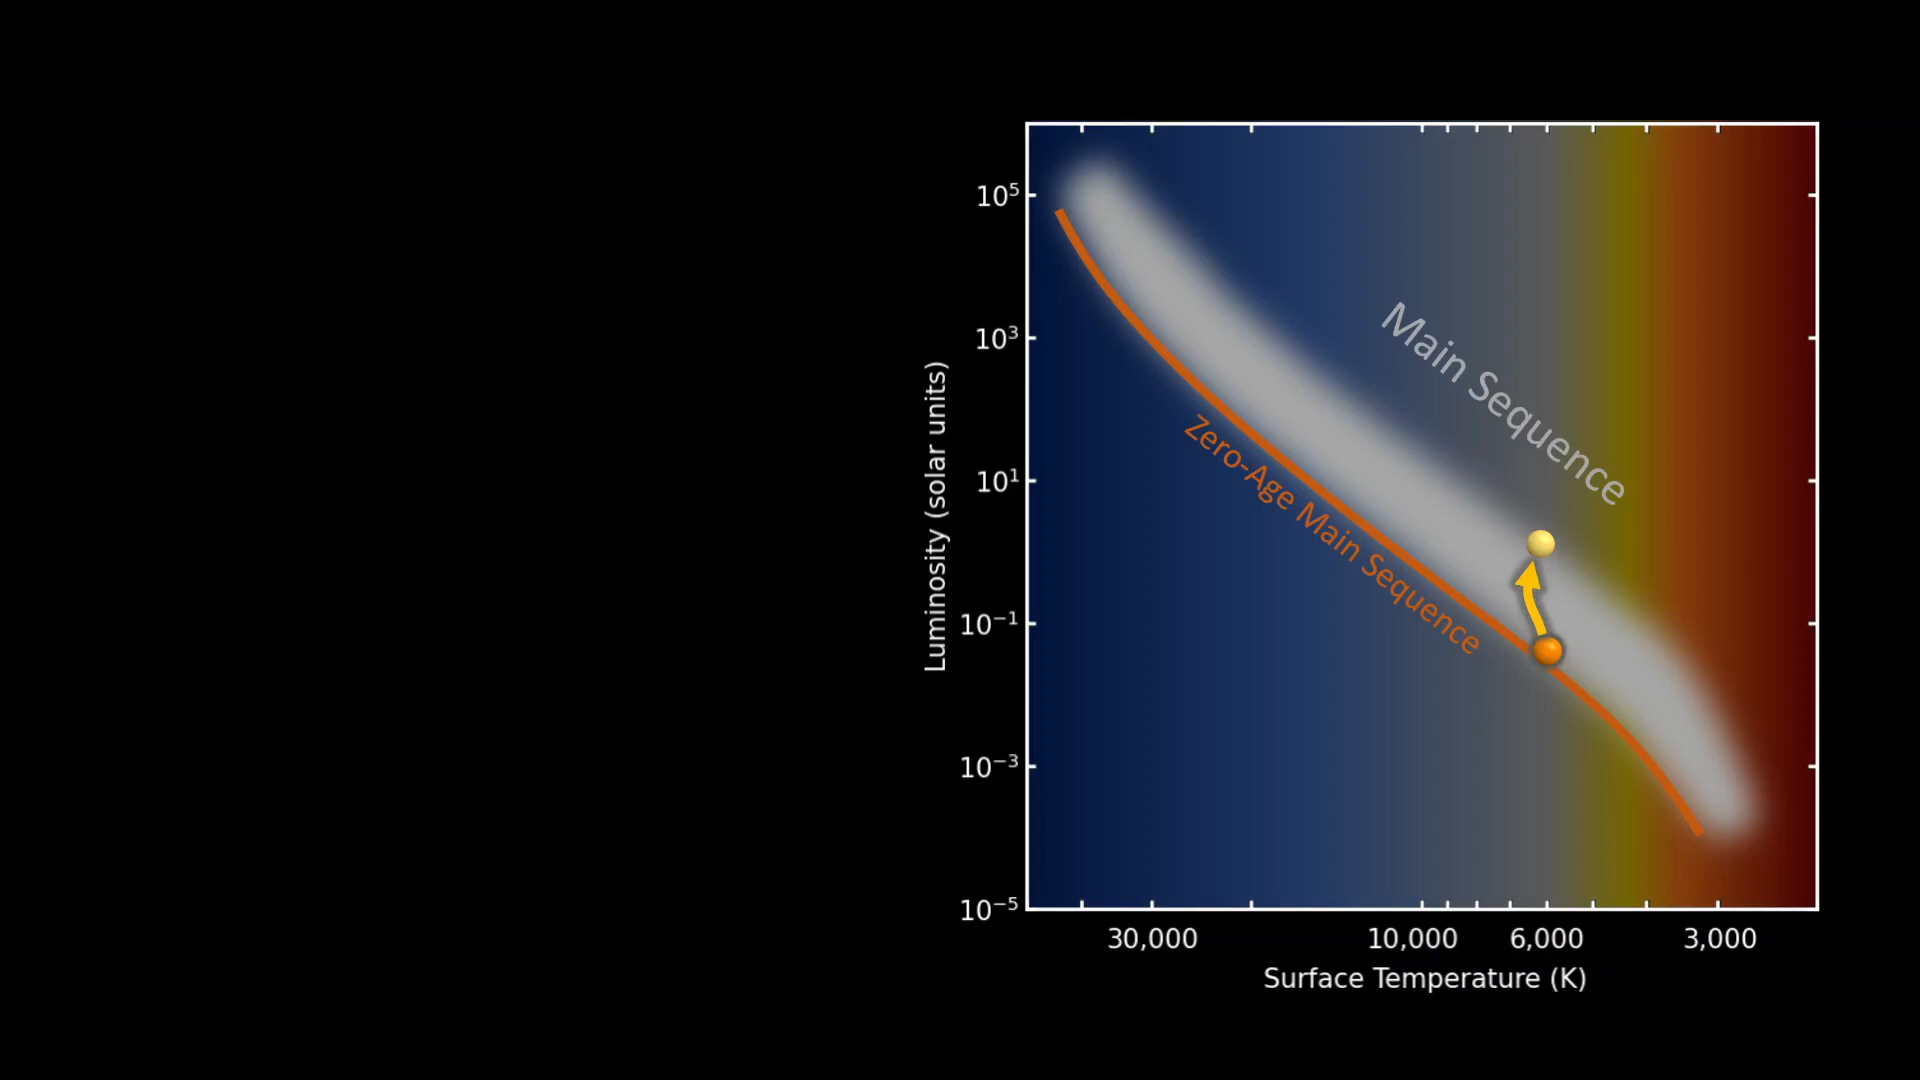 10⁵
10³
10¹
10⁻¹
10⁻³
10⁻⁵
Luminosity (solar units)
Main Sequence
Zero-Age Main Sequence
30,000 10,000 6,000 3,000
Surface Temperature (K)